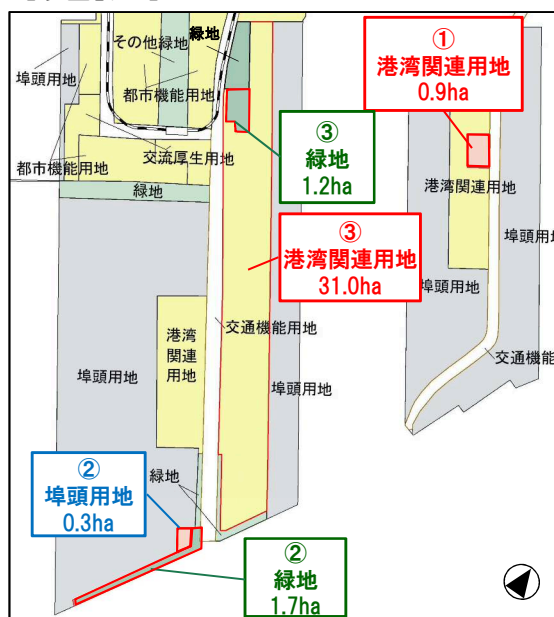 その他緑地
緑地
埠頭用地
都市機能用地
交流厚生用地
都市機能用地
緑地
③
緑地
1.2ha
①
港湾関連用地
0.9ha
港湾関連用地
埠頭用地
埠頭用地
交通機能
③
港湾関連用地
31.0ha
交通機能用地
港湾
関連
用地
埠頭用地
埠頭用地
緑地
②
埠頭用地
0.3ha
②
緑地
1.7ha